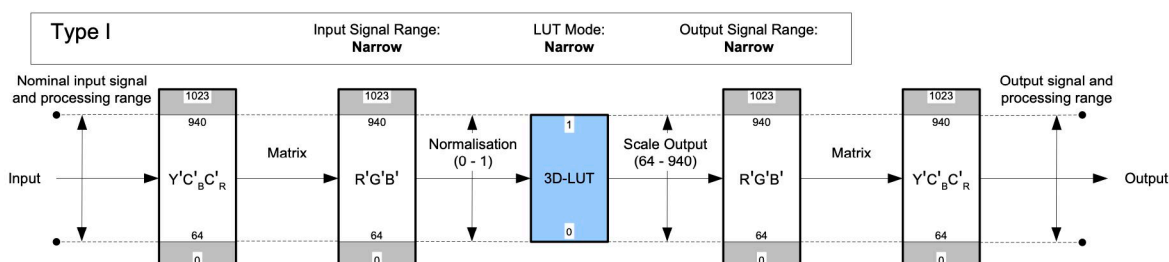 Type I
Input Signal Range:
Narrow
LUT Mode:
Narrow
Output Signal Range:
Narrow
Nominal input signal
and processing range
1023
940
1023
940
1
1023
940
1023
940
Output signal and
processing range
Matrix
Normalisation
(0 - 1)
Scale Output
(64 - 940)
Matrix
Input
Y'C'BC'R
R'G'B'
3D-LUT
R'G'B'
Y'C'BC'R
Output
64
0
64
0
0
64
0
64
0